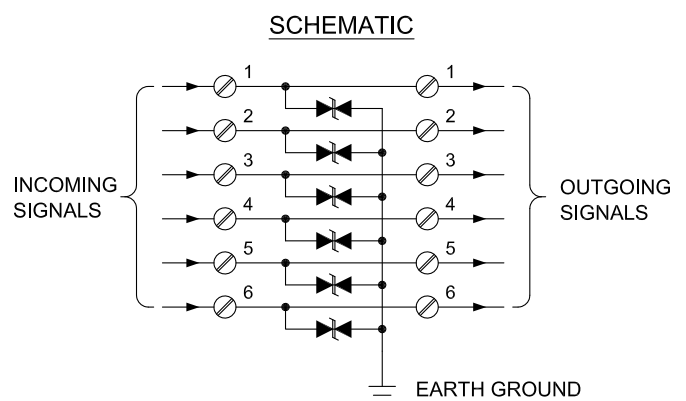 SCHEMATIC
1 1
2 2
3 3
INCOMING
SIGNALS
OUTGOING
SIGNALS
4 4
5 5
6 6
EARTH GROUND